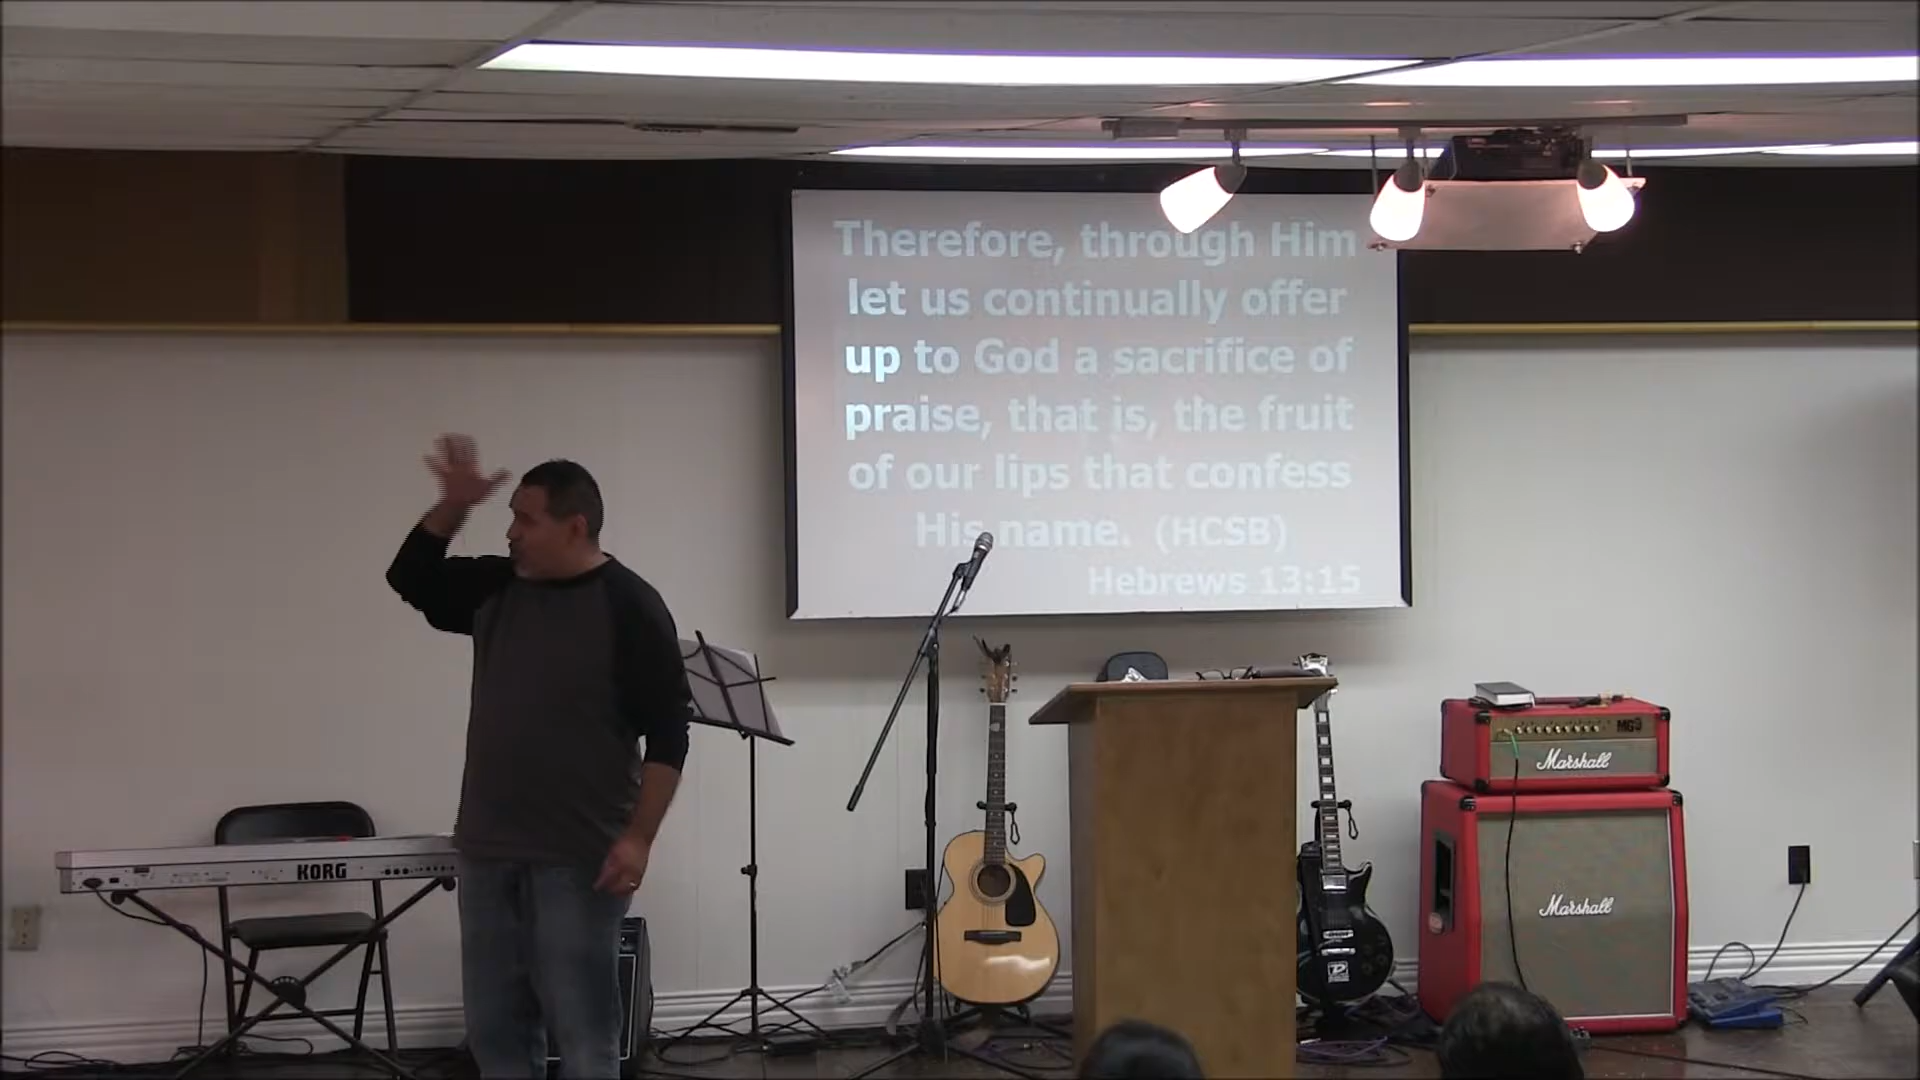 Therefore, through Him
let us continually offer
up to God a sacrifice of
praise, that is, the fruit
of our lips that confess
His name. (HCSB)
Hebrews 13:15
KORG
Marshall
Marshall